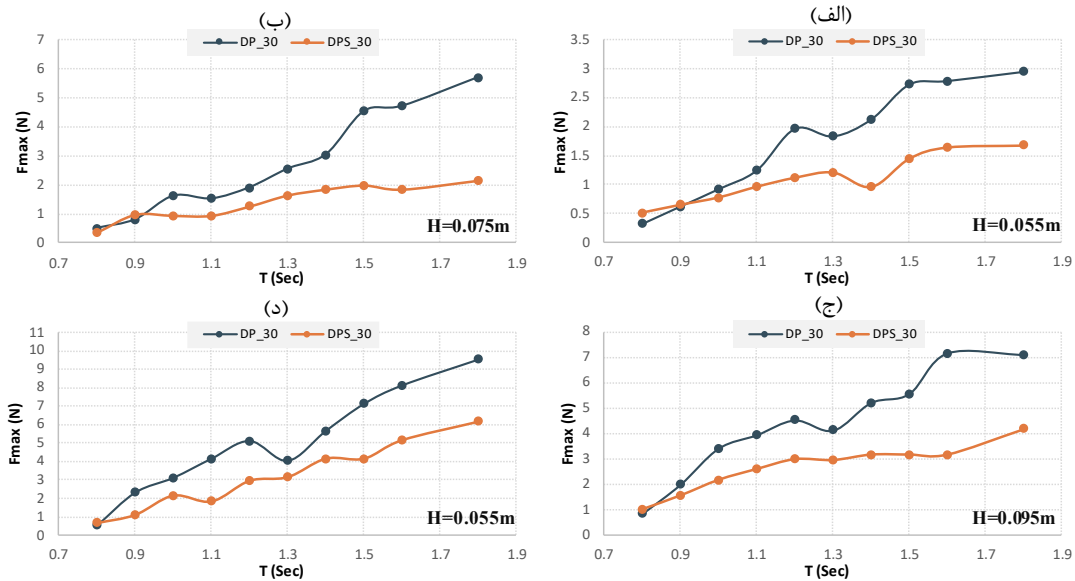 (ب)
DP_30 DPS_30
Fmax (N)
7
6
5
4
3
2
1
0
H=0.075m
0.7 0.9 1.1 1.3 1.5 1.7 1.9
T (Sec)
(الف)
DP_30 DPS_30
Fmax (N)
3.5
3
2.5
2
1.5
1
0.5
0
H=0.055m
0.7 0.9 1.1 1.3 1.5 1.7 1.9
T (Sec)
(د)
DP_30 DPS_30
Fmax (N)
11
10
9
8
7
6
5
4
3
2
1
0
H=0.055m
0.7 0.9 1.1 1.3 1.5 1.7 1.9
T (Sec)
(ج)
DP_30 DPS_30
Fmax (N)
8
7
6
5
4
3
2
1
0
H=0.095m
0.7 0.9 1.1 1.3 1.5 1.7 1.9
T (Sec)